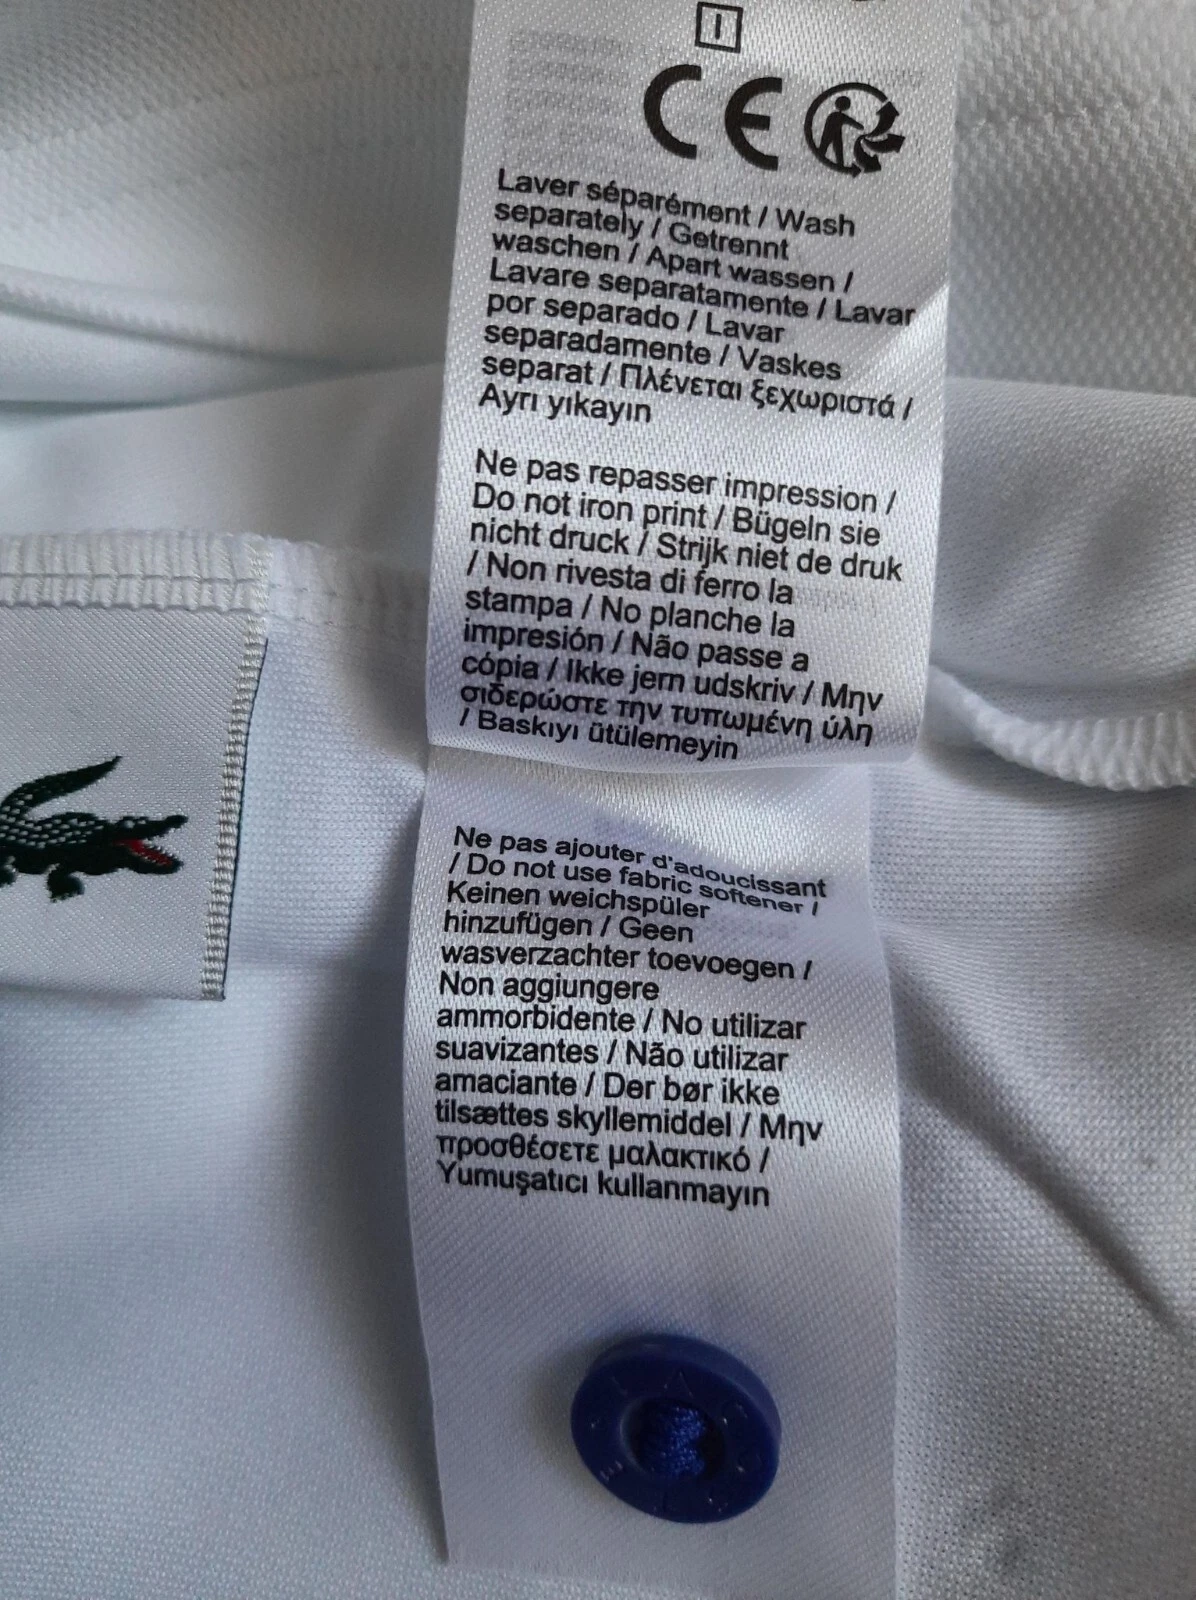 I
CE
Laver séparément / Wash
separately / Getrennt
waschen / Apart wassen /
Lavare separatamente / Lavar
por separado / Lavar
separadamente / Vaskes
separat / Πλένεται ξεχωριστά /
Ayrı yıkayın
Ne pas repasser impression /
Do not iron print / Bügeln sie
nicht druck / Strijk niet de druk
/ Non rivesta di ferro la
stampa / No planche la
impresión / Não passe a
cópia / Ikke jern udskriv / Μην
σιδερώστε την τυπωμένη ύλη
/ Baskıyı ütülemeyin
Ne pas ajouter d'adoucissant
/ Do not use fabric softener /
Keinen weichspüler
hinzufügen / Geen
wasverzachter toevoegen /
Non aggiungere
ammorbidente / No utilizar
suavizantes / Não utilizar
amaciante / Der bør ikke
tilsættes skyllemiddel / Μην
προσθέσετε μαλακτικό /
Yumuşatıcı kullanmayın
LACOSTE